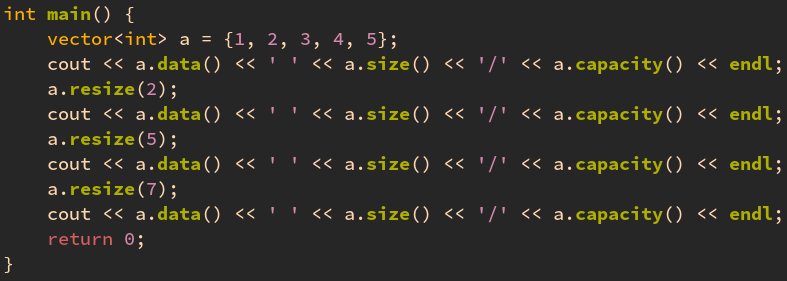 int main() {
    vector<int> a = {1, 2, 3, 4, 5};
    cout << a.data() << ' ' << a.size() << '/' << a.capacity() << endl;
    a.resize(2);
    cout << a.data() << ' ' << a.size() << '/' << a.capacity() << endl;
    a.resize(5);
    cout << a.data() << ' ' << a.size() << '/' << a.capacity() << endl;
    a.resize(7);
    cout << a.data() << ' ' << a.size() << '/' << a.capacity() << endl;
    return 0;
}